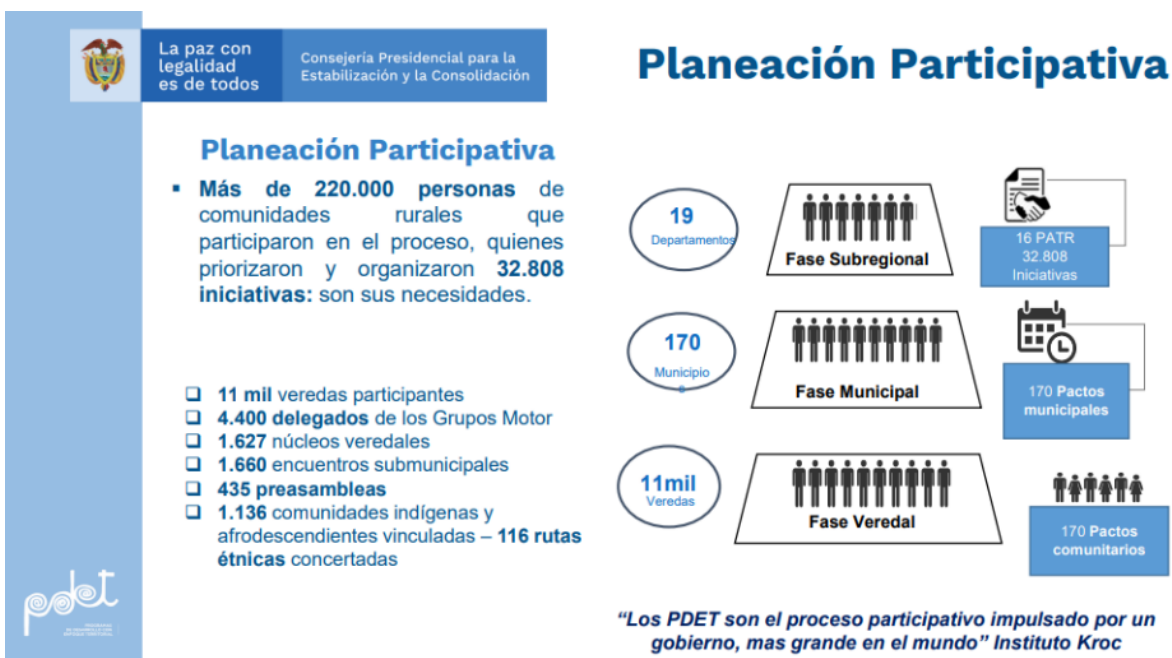 La paz con
legalidad
es de todos
Consejería Presidencial para la
Estabilización y la Consolidación
Planeación Participativa
▪ Más de 220.000 personas de
comunidades rurales que
participaron en el proceso, quienes
priorizaron y organizaron 32.808
iniciativas: son sus necesidades.
❑ 11 mil veredas participantes
❑ 4.400 delegados de los Grupos Motor
❑ 1.627 núcleos veredales
❑ 1.660 encuentros submunicipales
❑ 435 preasambleas
❑ 1.136 comunidades indígenas y
afrodescendientes vinculadas – 116 rutas
étnicas concertadas
pdet
Planeación Participativa
19
Departamentos
Fase Subregional
16 PATR
32.808
Iniciativas
170
Municipio
Fase Municipal
170 Pactos
municipales
11mil
Veredas
Fase Veredal
170 Pactos
comunitarios
“Los PDET son el proceso participativo impulsado por un
gobierno, mas grande en el mundo” Instituto Kroc